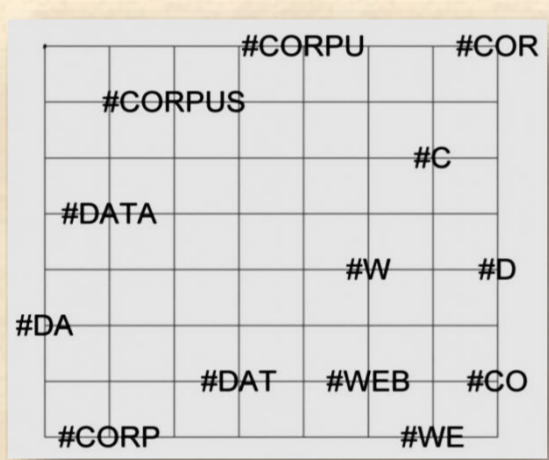 #CORPU #COR
#CORPUS
#C
#DATA
#W #D
#DA
#DAT #WEB #CO
#CORP #WE